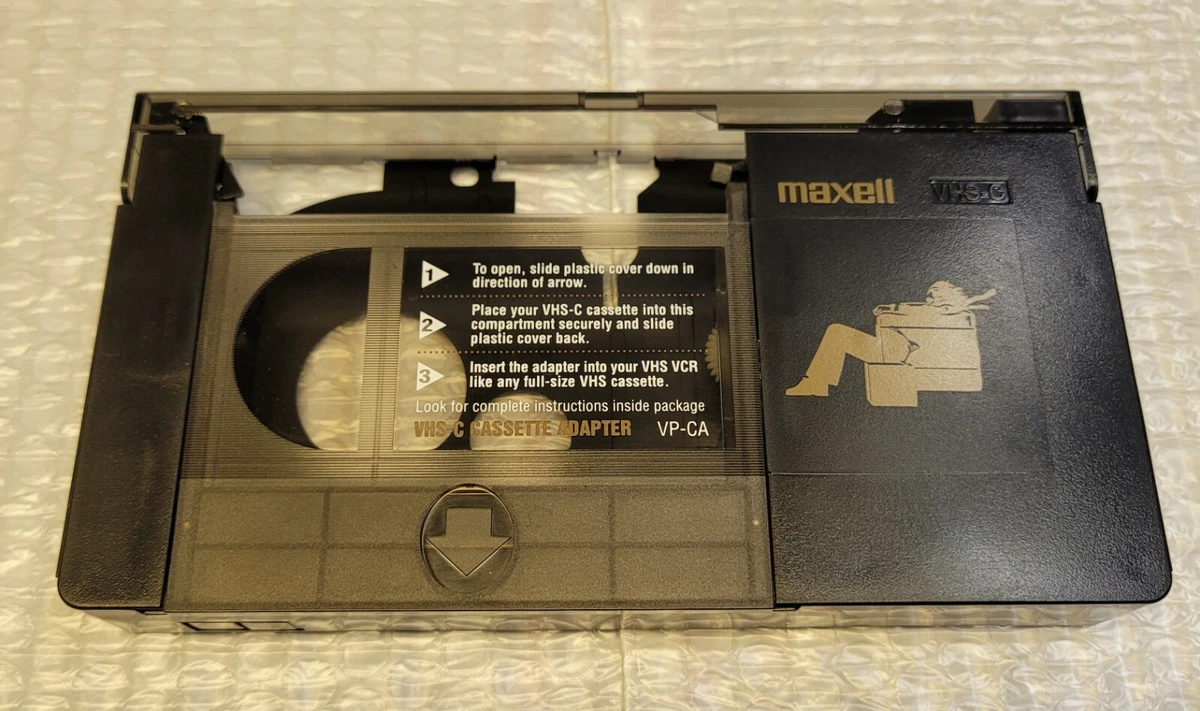 maxell VHS-C
1 To open, slide plastic cover down in
direction of arrow.
2 Place your VHS-C cassette into this
compartment securely and slide
plastic cover back.
3 Insert the adapter into your VHS VCR
like any full-size VHS cassette.
Look for complete instructions inside package
VHS-C CASSETTE ADAPTER VP-CA